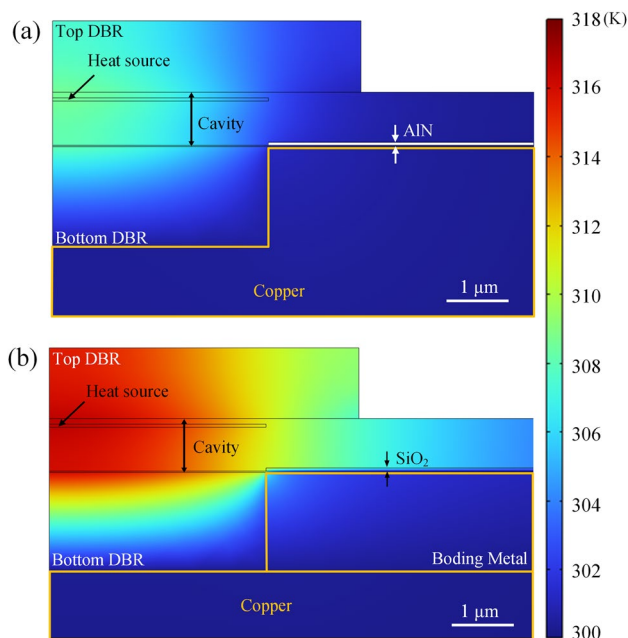 (a)
Top DBR
Heat source
Cavity
AlN
Bottom DBR
Copper
1 μm
(b)
Top DBR
Heat source
Cavity
SiO₂
Bottom DBR
Boding Metal
Copper
1 μm
318 (K)
316
314
312
310
308
306
304
302
300